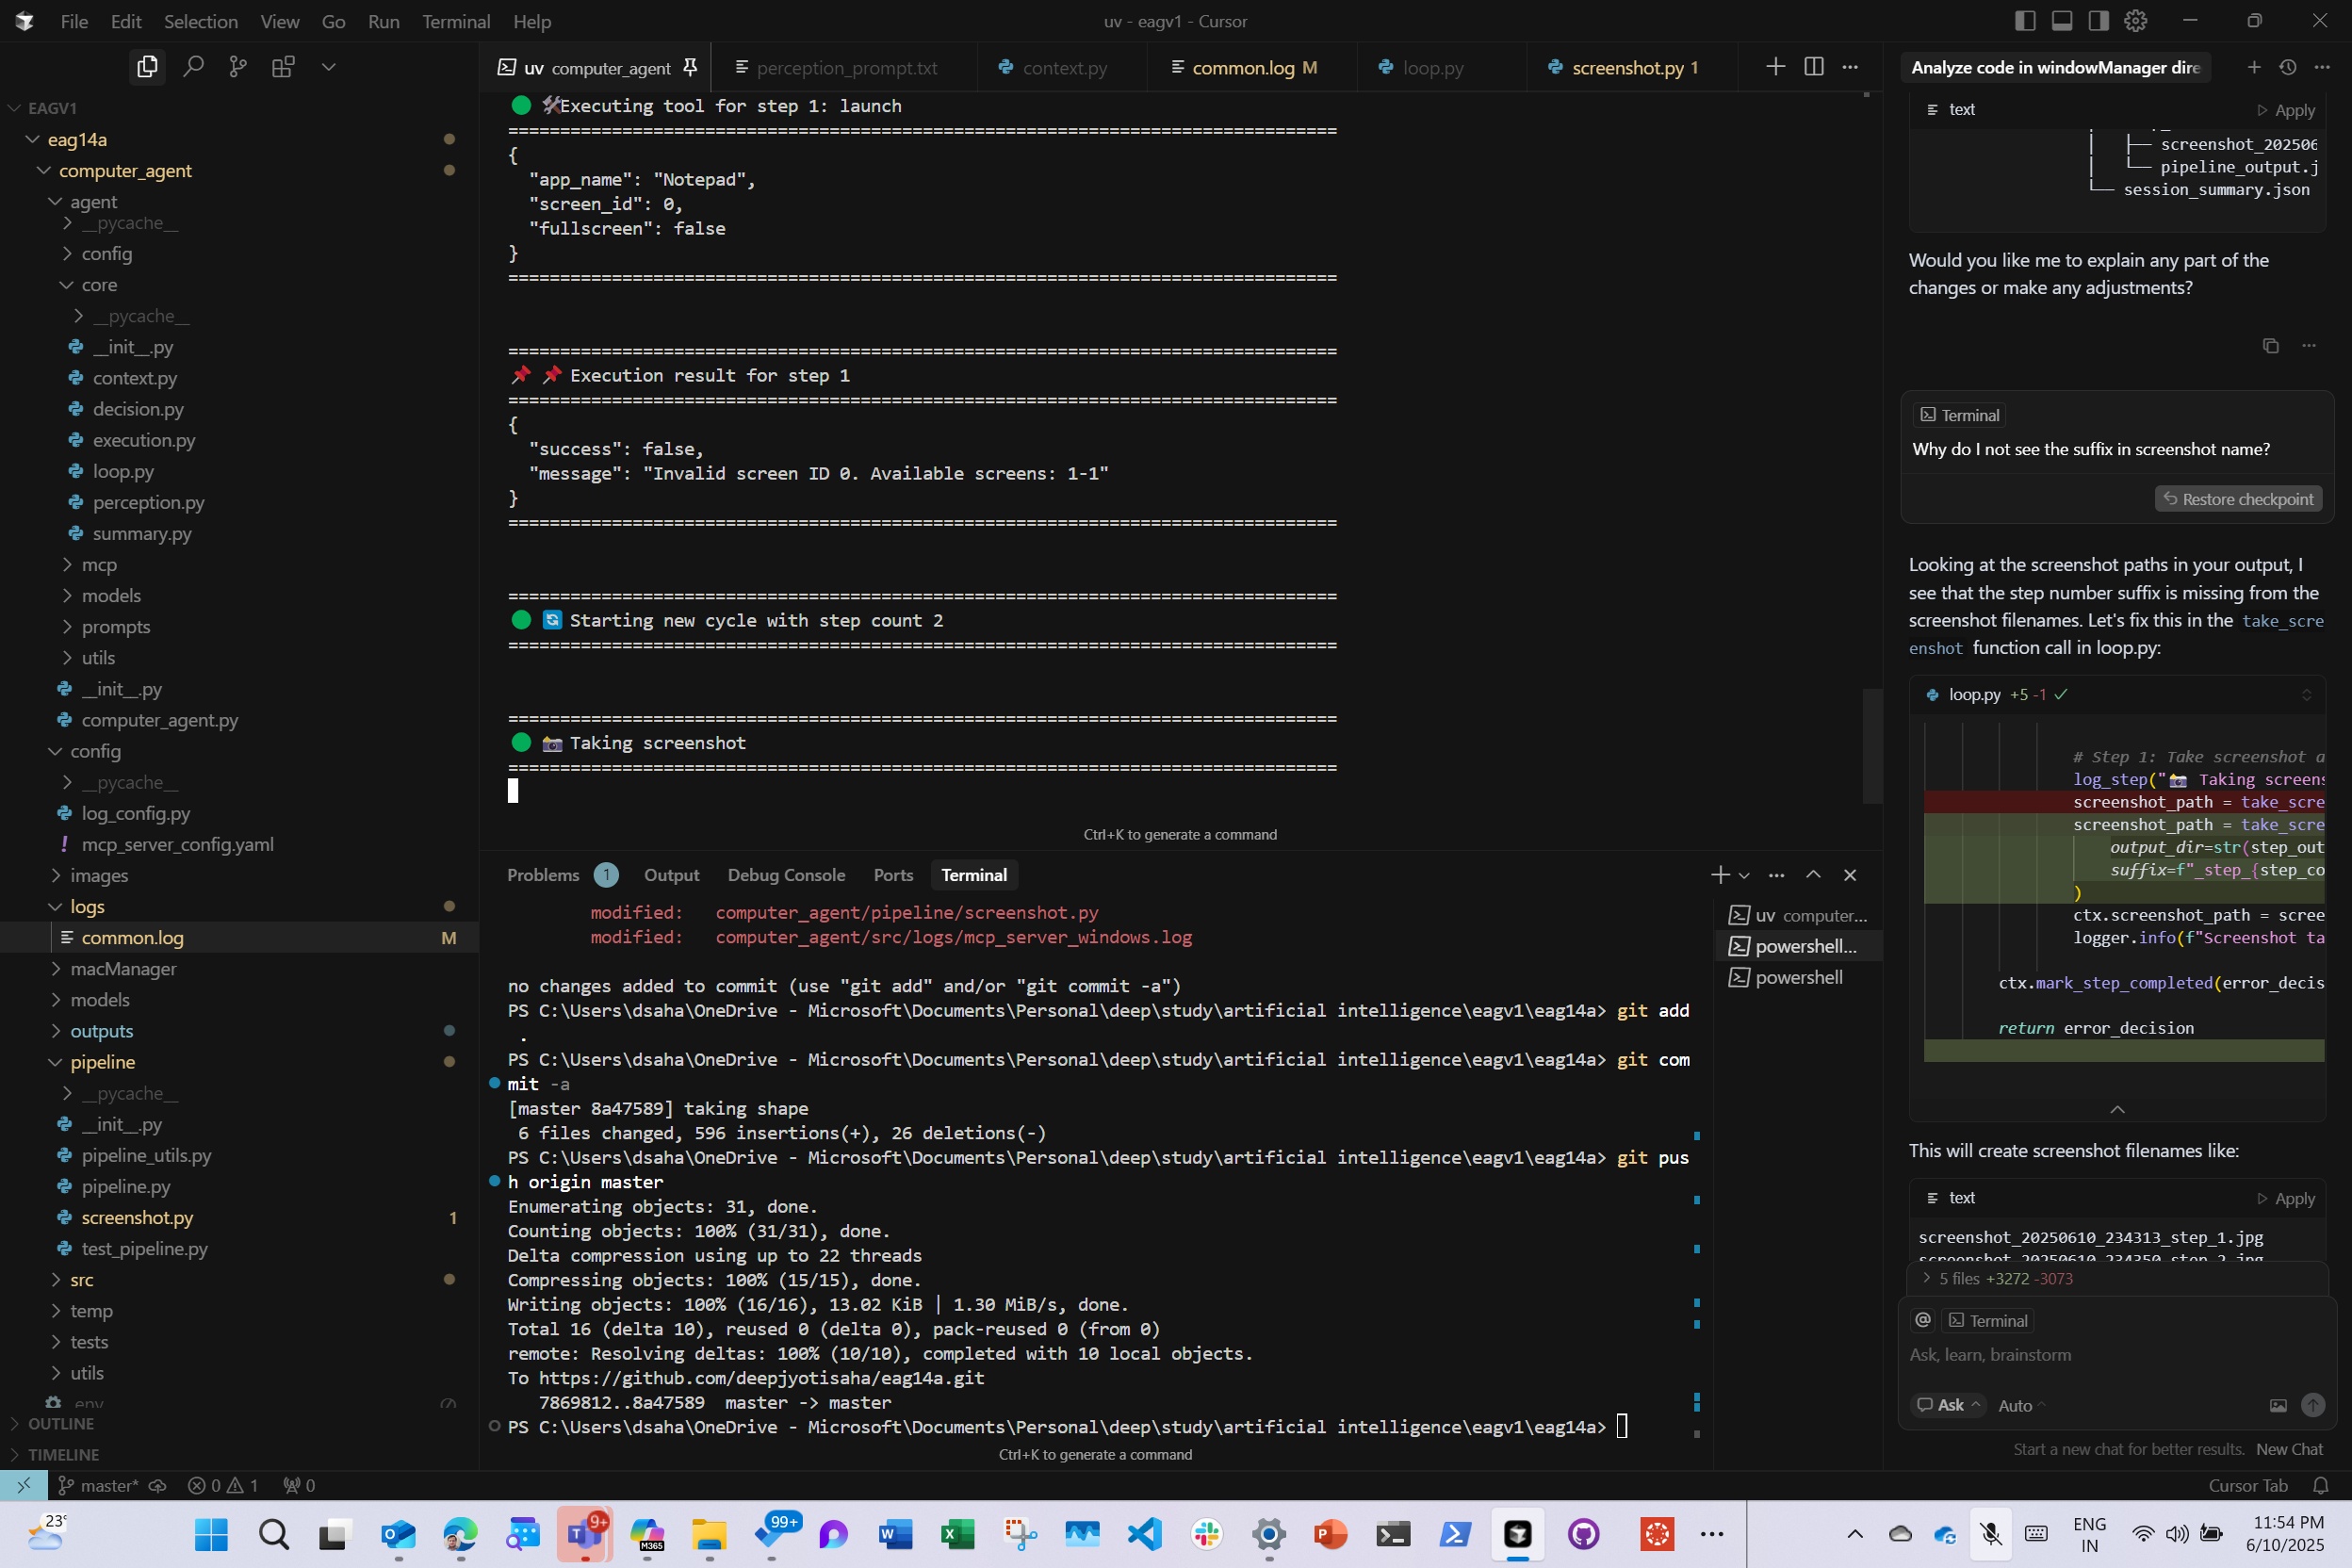 File Edit Selection View Go Run Terminal Help
uv - eagv1 - Cursor
EAGV1
eag14a
computer_agent
agent
__pycache__
config
core
__pycache__
__init__.py
context.py
decision.py
execution.py
loop.py
perception.py
summary.py
mcp
models
prompts
utils
__init__.py
computer_agent.py
config
__pycache__
log_config.py
! mcp_server_config.yaml
images
logs
common.log M
macManager
models
outputs
pipeline
__pycache__
__init__.py
pipeline_utils.py
pipeline.py
screenshot.py 1
test_pipeline.py
src
temp
tests
utils
.env
OUTLINE
TIMELINE
uv computer_agent
perception_prompt.txt
context.py
common.log M
loop.py
screenshot.py 1
Executing tool for step 1: launch
================================================================================
{
"app_name": "Notepad",
"screen_id": 0,
"fullscreen": false
}
================================================================================
================================================================================
Execution result for step 1
================================================================================
{
"success": false,
"message": "Invalid screen ID 0. Available screens: 1-1"
}
================================================================================
================================================================================
Starting new cycle with step count 2
================================================================================
================================================================================
Taking screenshot
================================================================================
Ctrl+K to generate a command
Problems 1 Output Debug Console Ports Terminal
modified: computer_agent/pipeline/screenshot.py
modified: computer_agent/src/logs/mcp_server_windows.log
no changes added to commit (use "git add" and/or "git commit -a")
PS C:\Users\dsaha\OneDrive - Microsoft\Documents\Personal\deep\study\artificial intelligence\eagv1\eag14a> git add
.
PS C:\Users\dsaha\OneDrive - Microsoft\Documents\Personal\deep\study\artificial intelligence\eagv1\eag14a> git com
mit -a
[master 8a47589] taking shape
6 files changed, 596 insertions(+), 26 deletions(-)
PS C:\Users\dsaha\OneDrive - Microsoft\Documents\Personal\deep\study\artificial intelligence\eagv1\eag14a> git pus
h origin master
Enumerating objects: 31, done.
Counting objects: 100% (31/31), done.
Delta compression using up to 22 threads
Compressing objects: 100% (15/15), done.
Writing objects: 100% (16/16), 13.02 KiB | 1.30 MiB/s, done.
Total 16 (delta 10), reused 0 (delta 0), pack-reused 0 (from 0)
remote: Resolving deltas: 100% (10/10), completed with 10 local objects.
To https://github.com/deepjyotisaha/eag14a.git
7869812..8a47589 master -> master
PS C:\Users\dsaha\OneDrive - Microsoft\Documents\Personal\deep\study\artificial intelligence\eagv1\eag14a>
Ctrl+K to generate a command
uv computer...
powershell...
powershell
Analyze code in windowManager dire
text Apply
├── screenshot_202506
└── pipeline_output.j
└── session_summary.json
Would you like me to explain any part of the
changes or make any adjustments?
Terminal
Why do I not see the suffix in screenshot name?
Restore checkpoint
Looking at the screenshot paths in your output, I
see that the step number suffix is missing from the
screenshot filenames. Let's fix this in the take_scre
enshot function call in loop.py:
loop.py +5 -1
# Step 1: Take screenshot a
log_step("📷 Taking screens
screenshot_path = take_scre
screenshot_path = take_scre
output_dir=str(step_out
suffix=f"_step_{step_co
)
ctx.screenshot_path = scree
logger.info(f"Screenshot ta
ctx.mark_step_completed(error_decis
return error_decision
This will create screenshot filenames like:
text Apply
screenshot_20250610_234313_step_1.jpg
screenshot_20250610_234350_step_2.jpg
5 files +3272 -3073
@ Terminal
Ask, learn, brainstorm
Ask Auto
Start a new chat for better results. New Chat
master* 0 1 0
Cursor Tab
23°
9+
M365
99+
ENG
IN
11:54 PM
6/10/2025